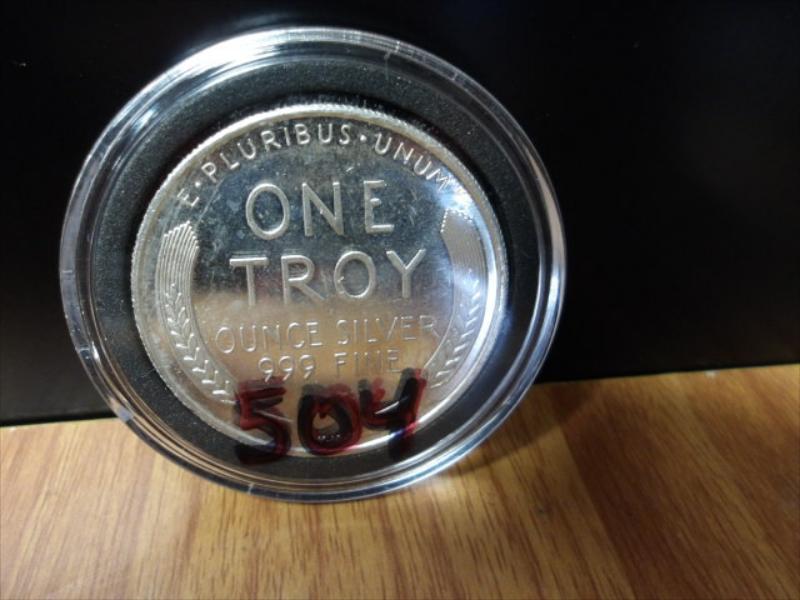 E·PLURIBUS·UNUM
ONE
TROY
OUNCE SILVER
999 FINE
504